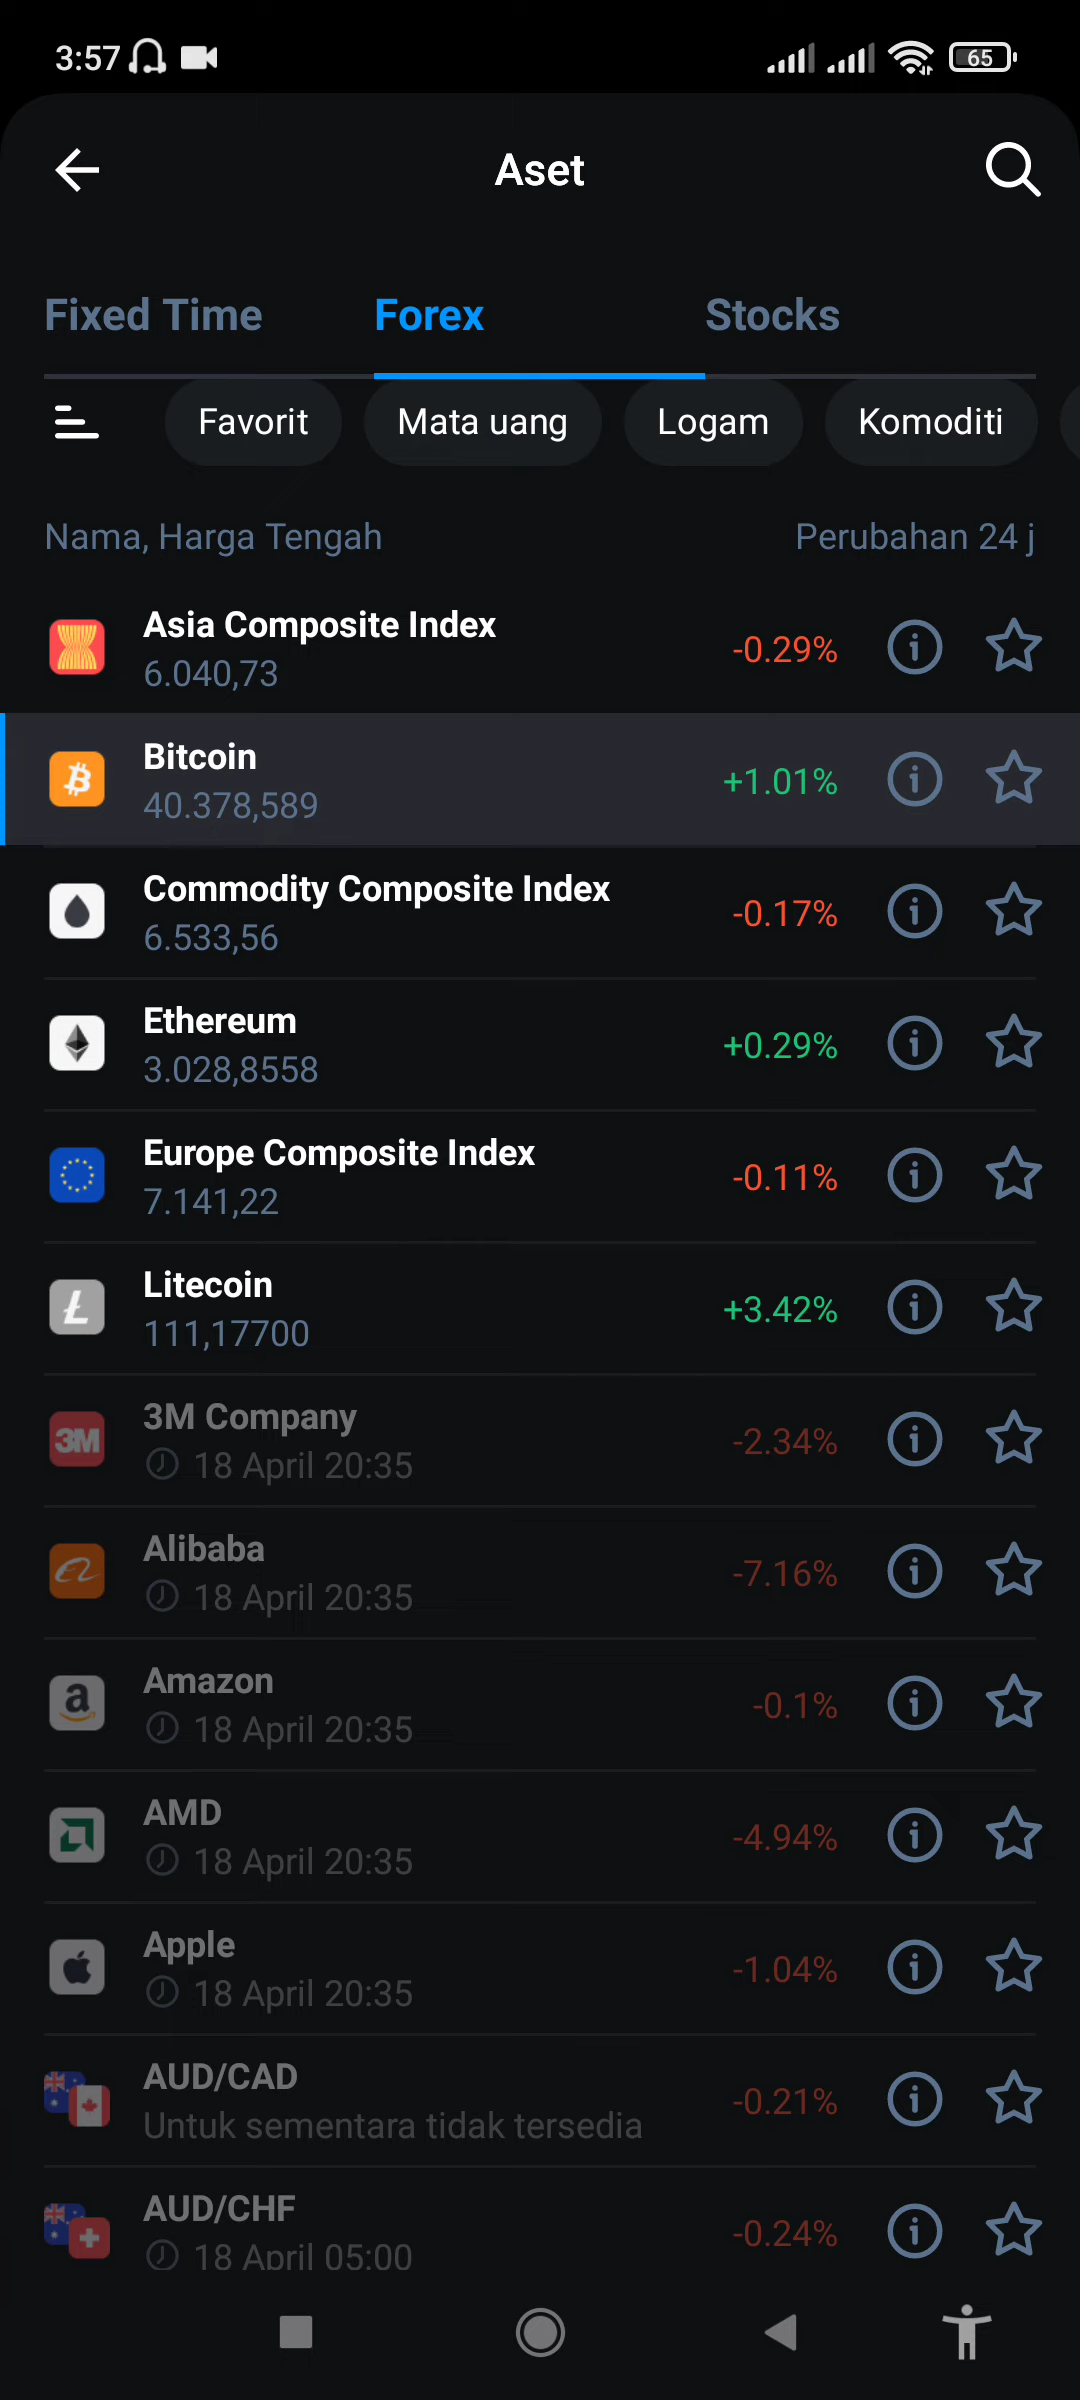 3:57
65
Aset
Fixed Time
Forex
Stocks
Favorit
Mata uang
Logam
Komoditi
Nama, Harga Tengah
Perubahan 24 j
Asia Composite Index
6.040,73
-0.29%
Bitcoin
40.378,589
+1.01%
Commodity Composite Index
6.533,56
-0.17%
Ethereum
3.028,8558
+0.29%
Europe Composite Index
7.141,22
-0.11%
Litecoin
111,17700
+3.42%
3M
3M Company
18 April 20:35
-2.34%
Alibaba
18 April 20:35
-7.16%
Amazon
18 April 20:35
-0.1%
AMD
18 April 20:35
-4.94%
Apple
18 April 20:35
-1.04%
AUD/CAD
Untuk sementara tidak tersedia
-0.21%
AUD/CHF
18 April 05:00
-0.24%